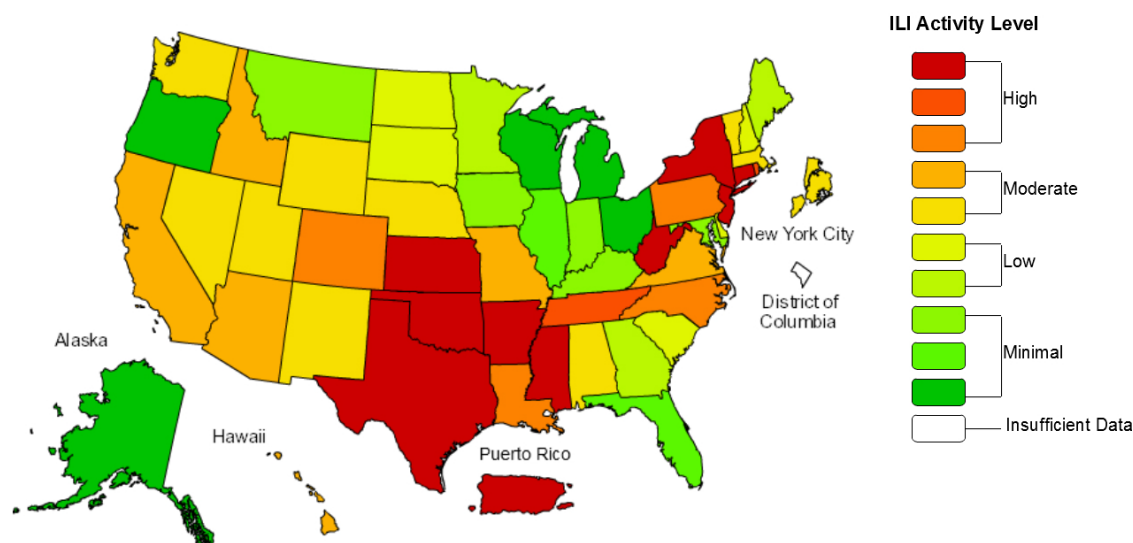 ILI Activity Level
High
Moderate
New York City
Low
District of
Columbia
Alaska
Minimal
Insufficient Data
Hawaii
Puerto Rico